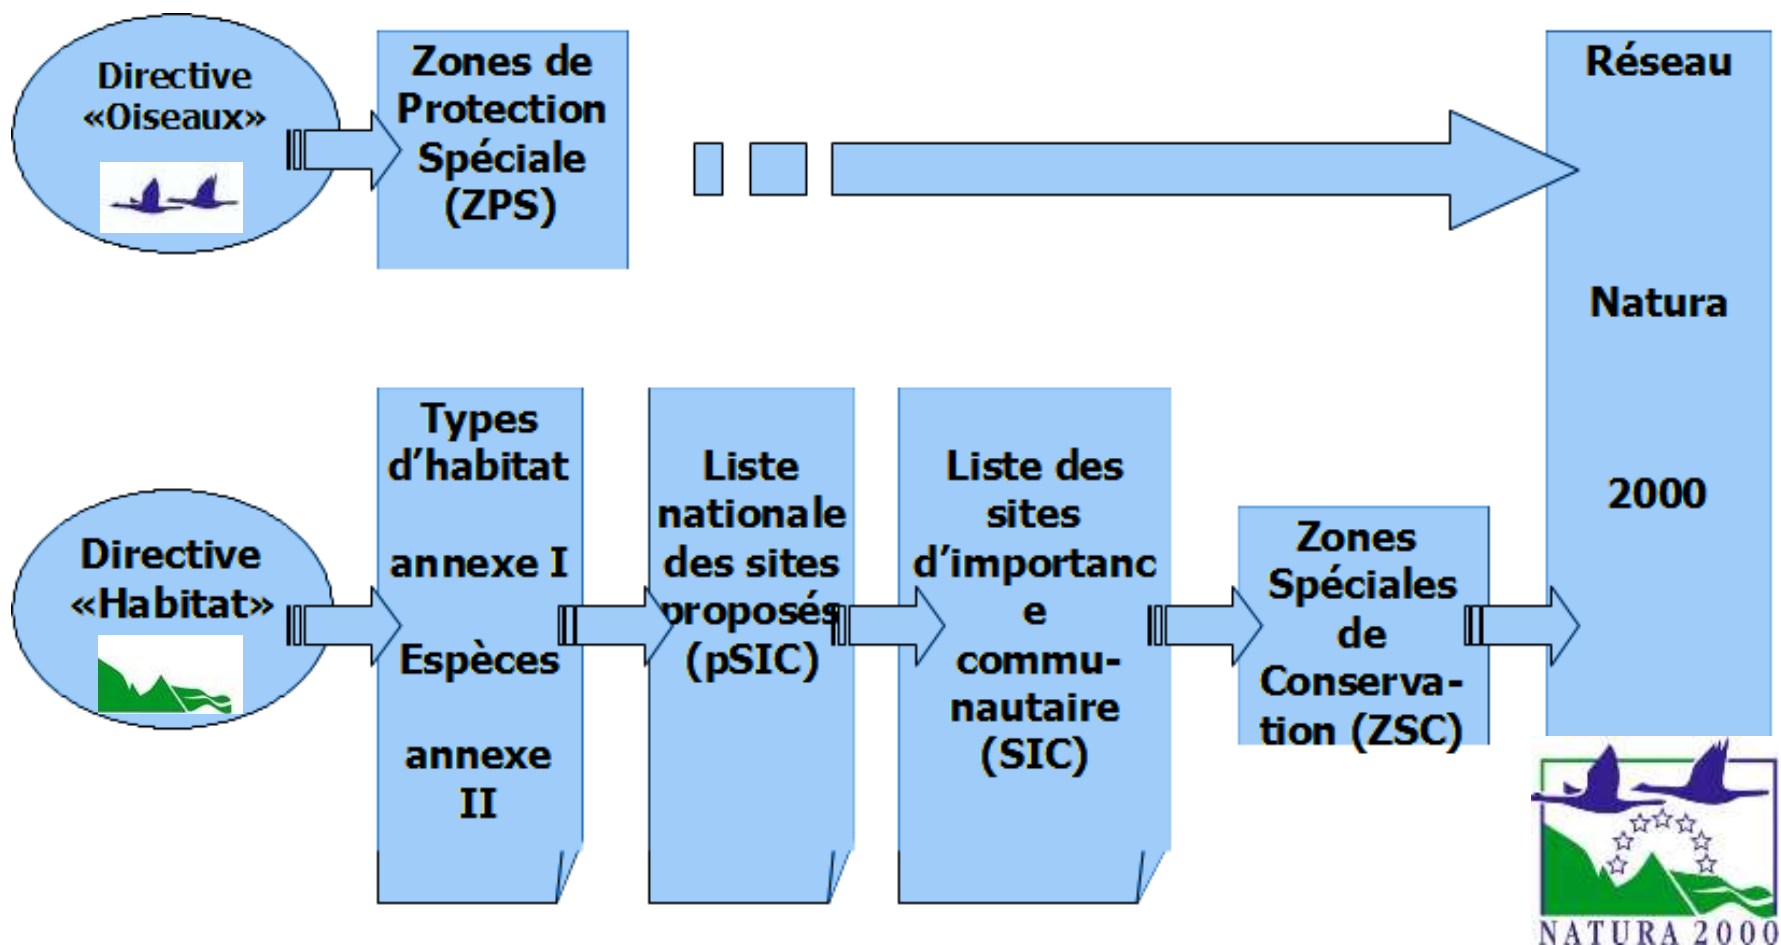 Directive
«Oiseaux»
Zones de
Protection
Spéciale
(ZPS)
Réseau
Natura
2000
Directive
«Habitat»
Types
d’habitat
annexe I
Espèces
annexe
II
Liste
nationale
des sites
proposés
(pSIC)
Liste des
sites
d’importanc
e
commu-
nautaire
(SIC)
Zones
Spéciales
de
Conserva-
tion (ZSC)
NATURA 2000